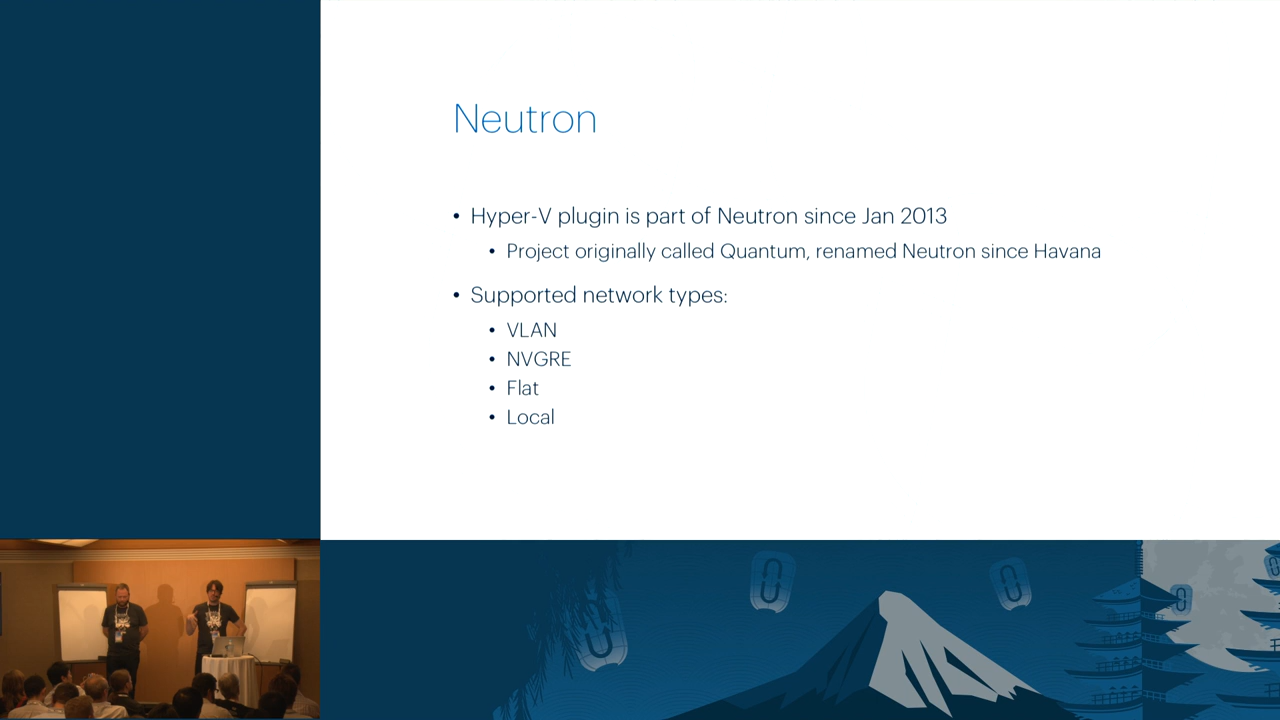 Neutron
• Hyper-V plugin is part of Neutron since Jan 2013
• Project originally called Quantum, renamed Neutron since Havana
• Supported network types:
• VLAN
• NVGRE
• Flat
• Local